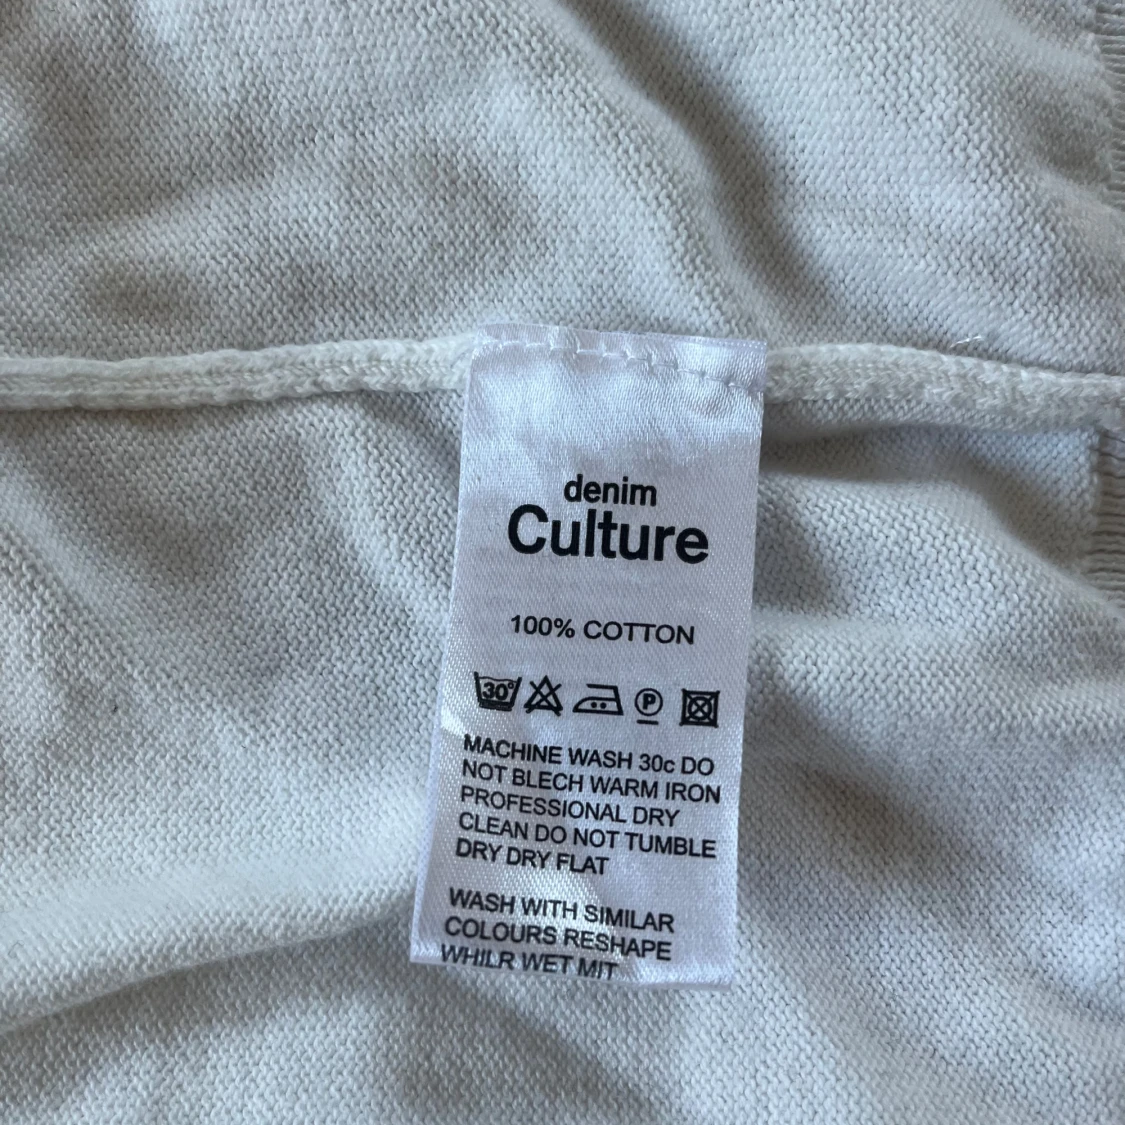 denim
Culture
100% COTTON
30°
P
MACHINE WASH 30c DO
NOT BLECH WARM IRON
PROFESSIONAL DRY
CLEAN DO NOT TUMBLE
DRY DRY FLAT
WASH WITH SIMILAR
COLOURS RESHAPE
WHILR WET MIT